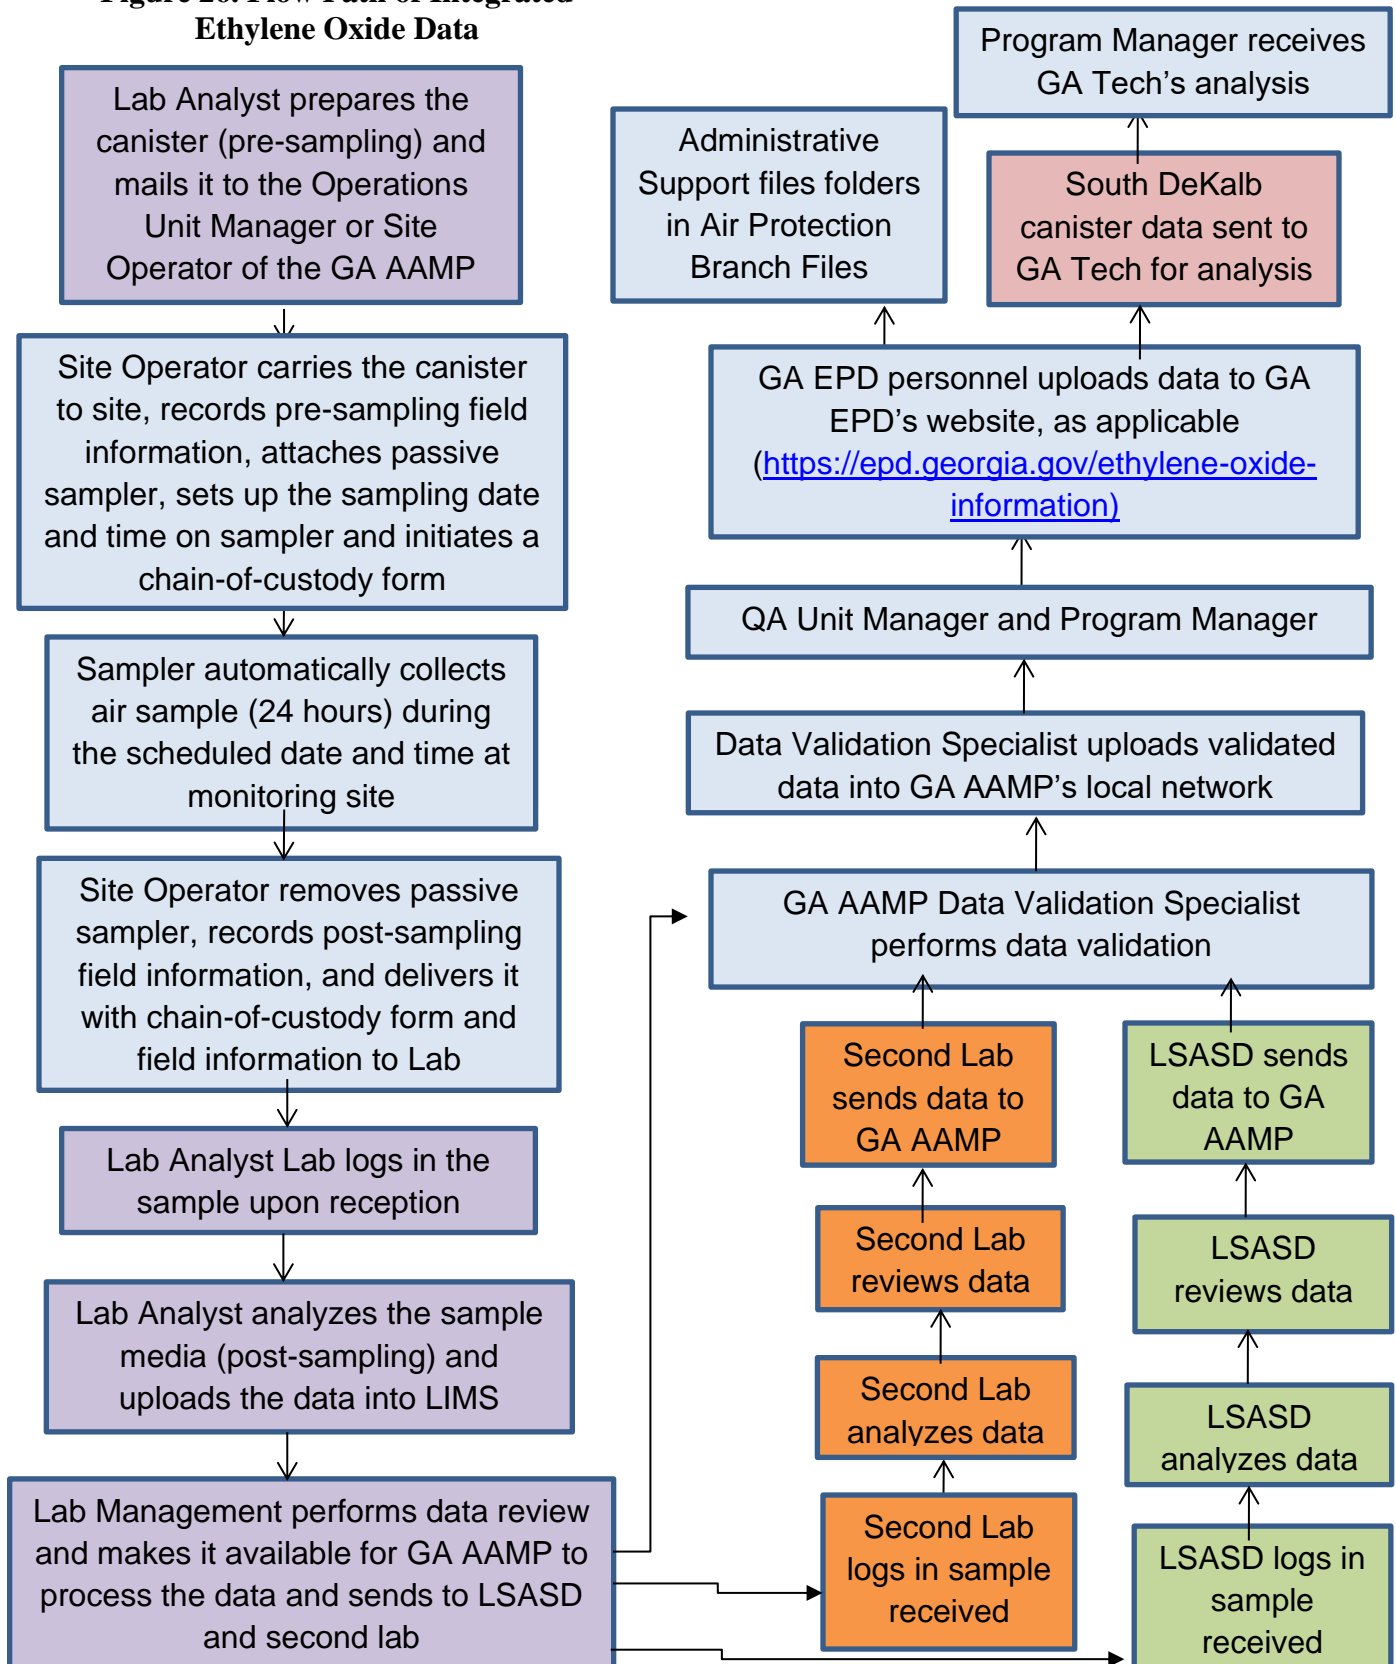 Figure 26. Flow Path of Integrated
Ethylene Oxide Data
Lab Analyst prepares the
canister (pre-sampling) and
mails it to the Operations
Unit Manager or Site
Operator of the GA AAMP
Site Operator carries the canister
to site, records pre-sampling field
information, attaches passive
sampler, sets up the sampling date
and time on sampler and initiates a
chain-of-custody form
Sampler automatically collects
air sample (24 hours) during
the scheduled date and time at
monitoring site
Site Operator removes passive
sampler, records post-sampling
field information, and delivers it
with chain-of-custody form and
field information to Lab
Lab Analyst Lab logs in the
sample upon reception
Lab Analyst analyzes the sample
media (post-sampling) and
uploads the data into LIMS
Lab Management performs data review
and makes it available for GA AAMP to
process the data and sends to LSASD
and second lab
Program Manager receives
GA Tech's analysis
Administrative
Support files folders
in Air Protection
Branch Files
South DeKalb
canister data sent to
GA Tech for analysis
GA EPD personnel uploads data to GA
EPD's website, as applicable
(https://epd.georgia.gov/ethylene-oxide-
information)
QA Unit Manager and Program Manager
Data Validation Specialist uploads validated
data into GA AAMP's local network
GA AAMP Data Validation Specialist
performs data validation
Second Lab
sends data to
GA AAMP
Second Lab
reviews data
Second Lab
analyzes data
Second Lab
logs in sample
received
LSASD sends
data to GA
AAMP
LSASD
reviews data
LSASD
analyzes data
LSASD logs in
sample
received